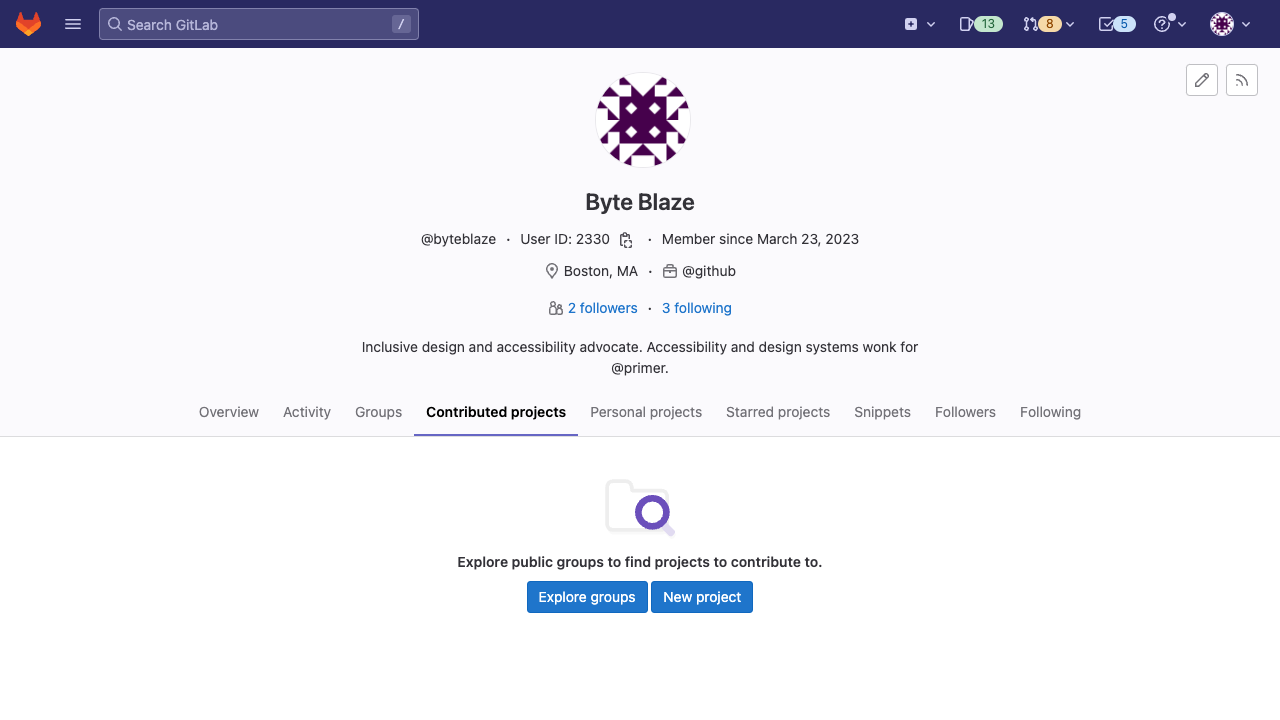 Search GitLab /
13 8 5
Byte Blaze
@byteblaze · User ID: 2330 · Member since March 23, 2023
Boston, MA · @github
2 followers · 3 following
Inclusive design and accessibility advocate. Accessibility and design systems wonk for
@primer.
Overview Activity Groups Contributed projects Personal projects Starred projects Snippets Followers Following
Explore public groups to find projects to contribute to.
Explore groups New project